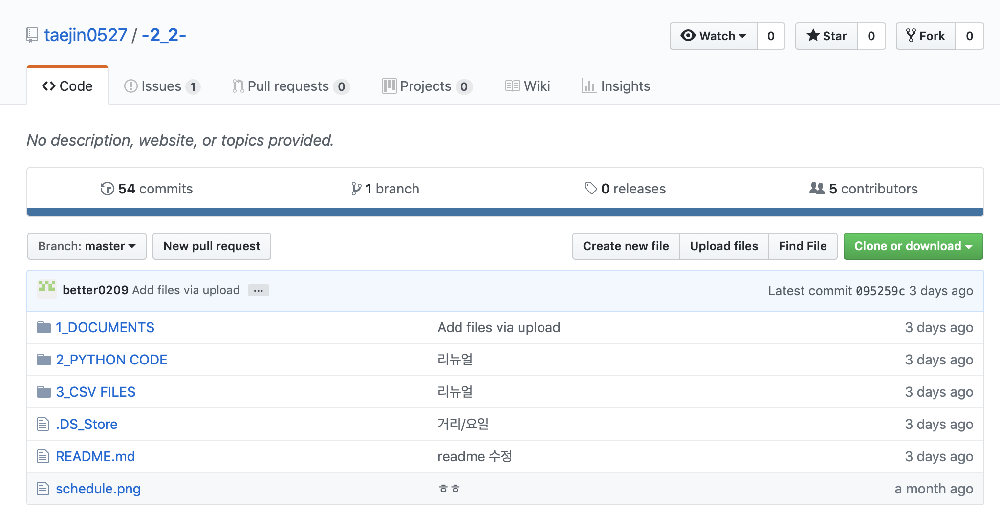 taejin0527 / -2_2-
Watch 0 Star 0 Fork 0
Code Issues 1 Pull requests 0 Projects 0 Wiki Insights
No description, website, or topics provided.
54 commits 1 branch 0 releases 5 contributors
Branch: master New pull request Create new file Upload files Find File Clone or download
better0209 Add files via upload ... Latest commit 095259c 3 days ago
1_DOCUMENTS Add files via upload 3 days ago
2_PYTHON CODE 리뉴얼 3 days ago
3_CSV FILES 리뉴얼 3 days ago
.DS_Store 거리/요일 3 days ago
README.md readme 수정 3 days ago
schedule.png ㅎㅎ a month ago